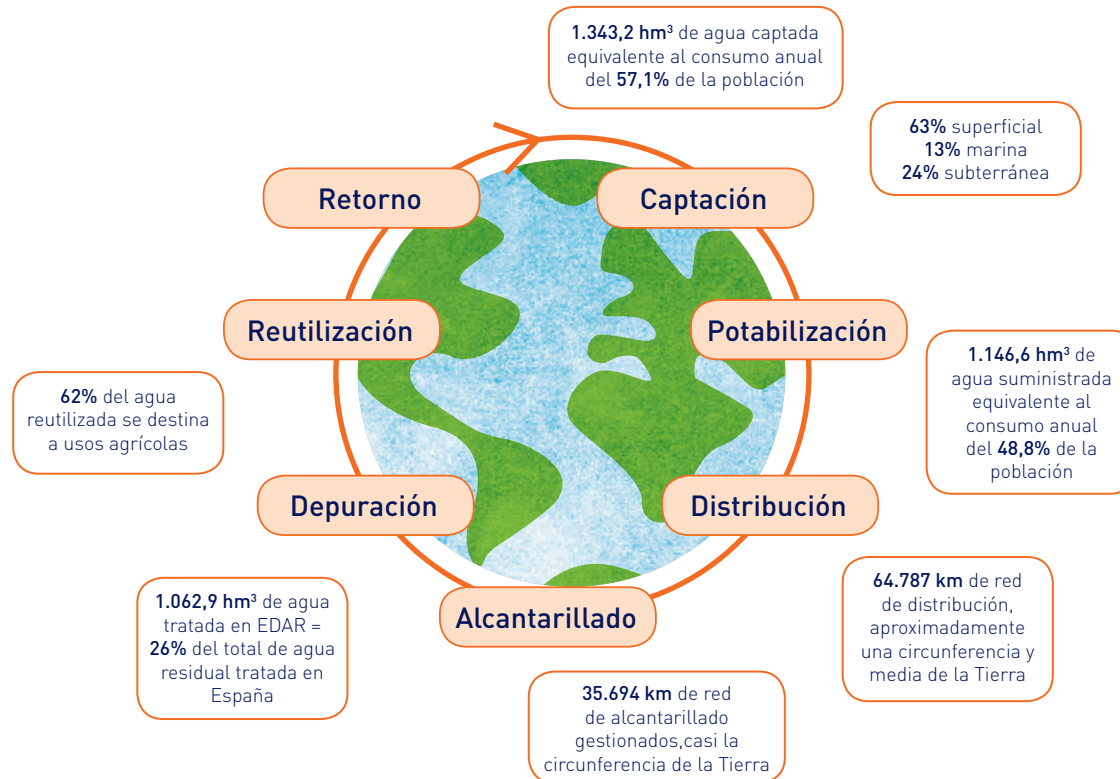 1.343,2 hm³ de agua captada
equivalente al consumo anual
del 57,1% de la población
63% superficial
13% marina
24% subterránea
Retorno
Captación
Reutilización
Potabilización
1.146,6 hm³ de
agua suministrada
equivalente al
consumo anual
del 48,8% de la
población
62% del agua
reutilizada se destina
a usos agrícolas
Depuración
Distribución
64.787 km de red
de distribución,
aproximadamente
una circunferencia y
media de la Tierra
1.062,9 hm³ de agua
tratada en EDAR =
26% del total de agua
residual tratada en
España
Alcantarillado
35.694 km de red
de alcantarillado
gestionados,casi la
circunferencia de la Tierra